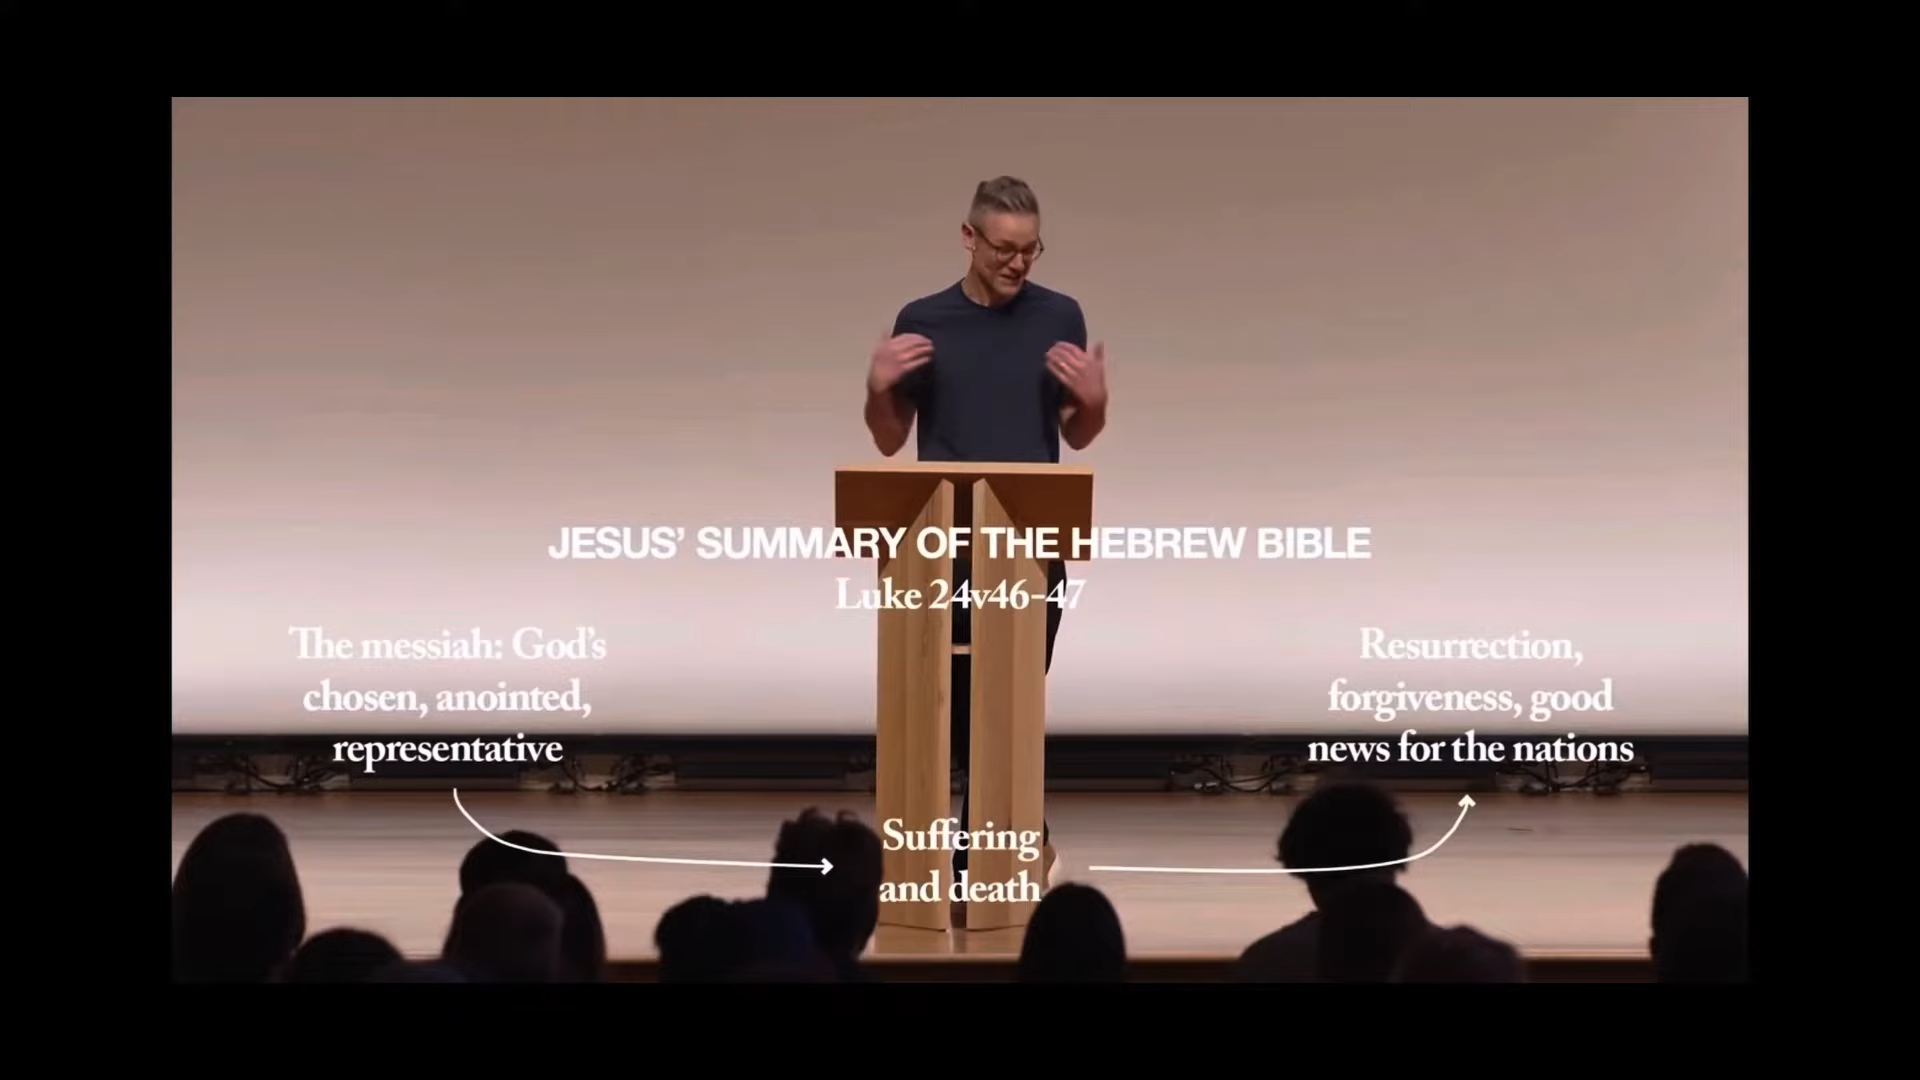 JESUS’ SUMMARY OF THE HEBREW BIBLE
Luke 24v46-47
The messiah: God’s
chosen, anointed,
representative
Suffering
and death
Resurrection,
forgiveness, good
news for the nations